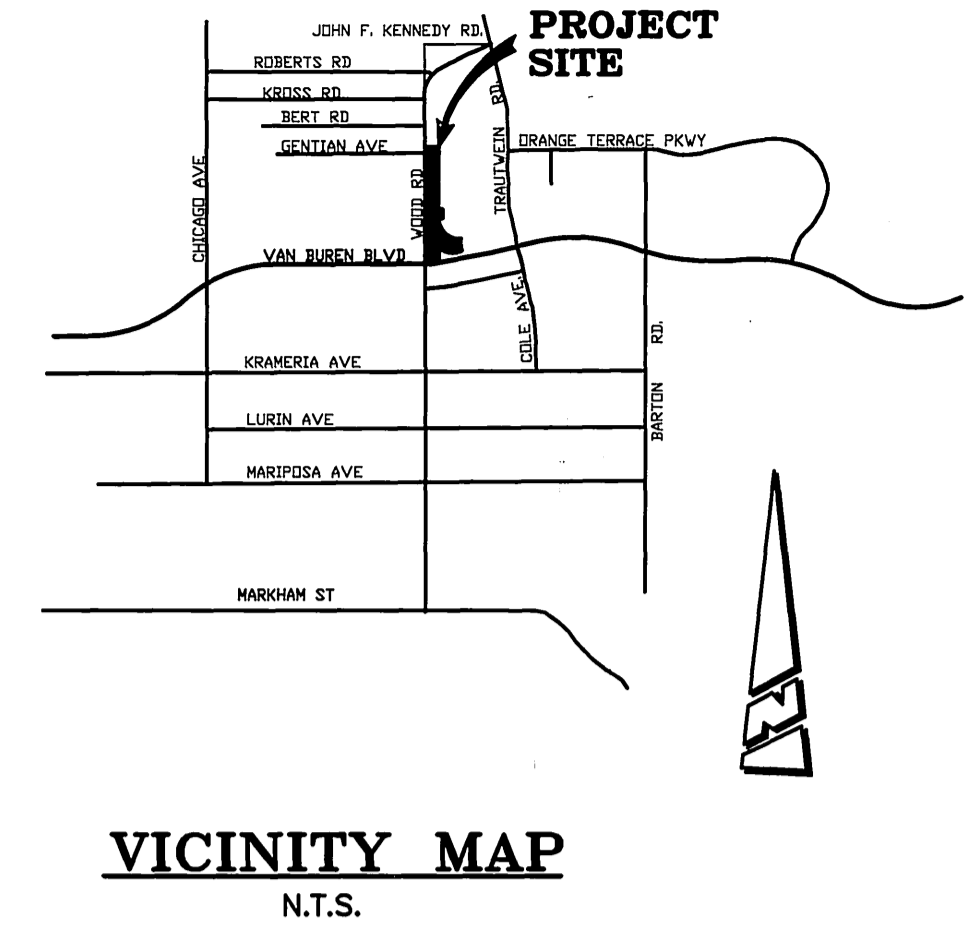 JOHN F. KENNEDY RD.
PROJECT
SITE
ROBERTS RD
KROSS RD
BERT RD
GENTIAN AVE
TRAUTWEIN RD.
ORANGE TERRACE PKWY
CHICAGO AVE
WOOD RD
VAN BUREN BLVD
COLE AVE.
KRAMERIA AVE
BARTON RD.
LURIN AVE
MARIPOSA AVE
MARKHAM ST
N
VICINITY MAP
N.T.S.